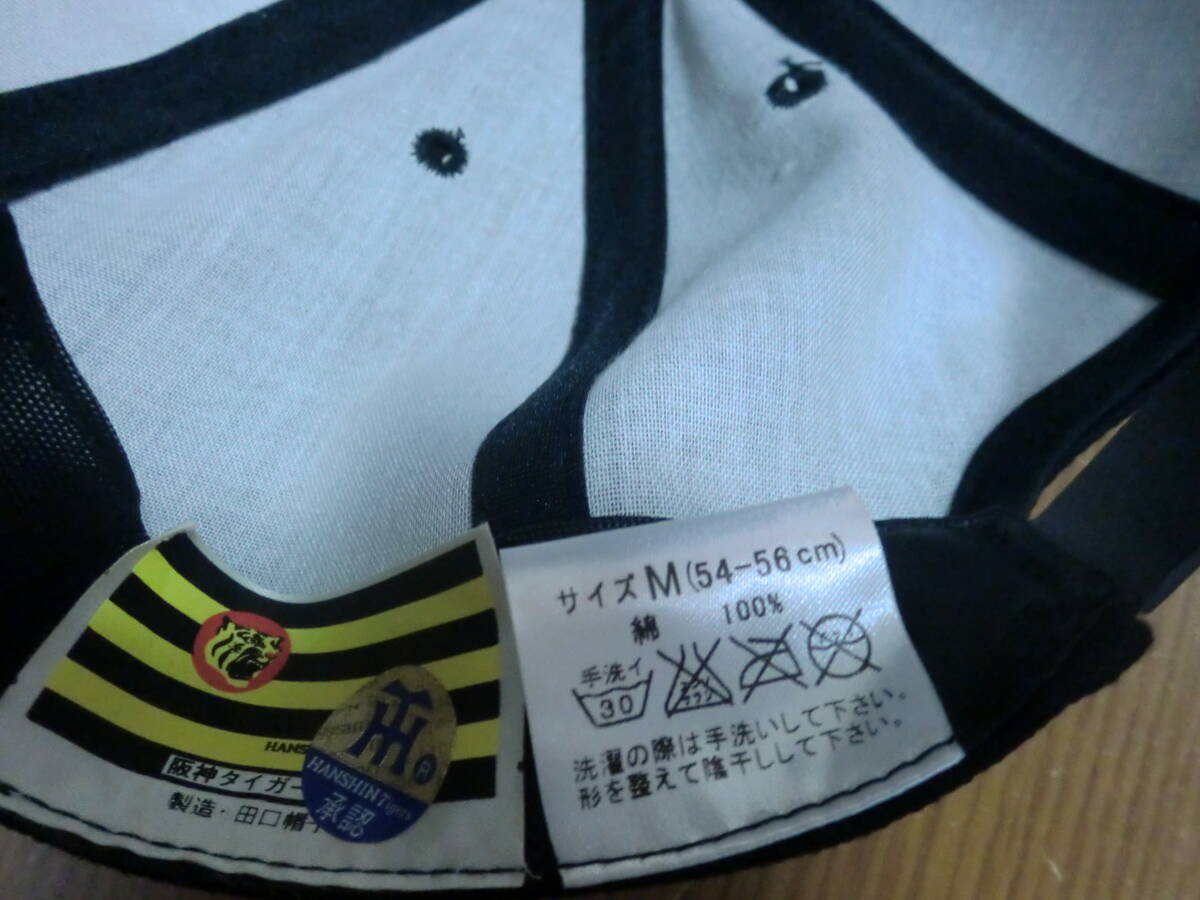 HANS
阪神タイガー
製造・田口帽子
HANSHIN Tigers
承認
サイズ M (54-56cm)
綿 100%
手洗イ
30
洗濯の際は手洗いして下さい。
形を整えて陰干しして下さい。